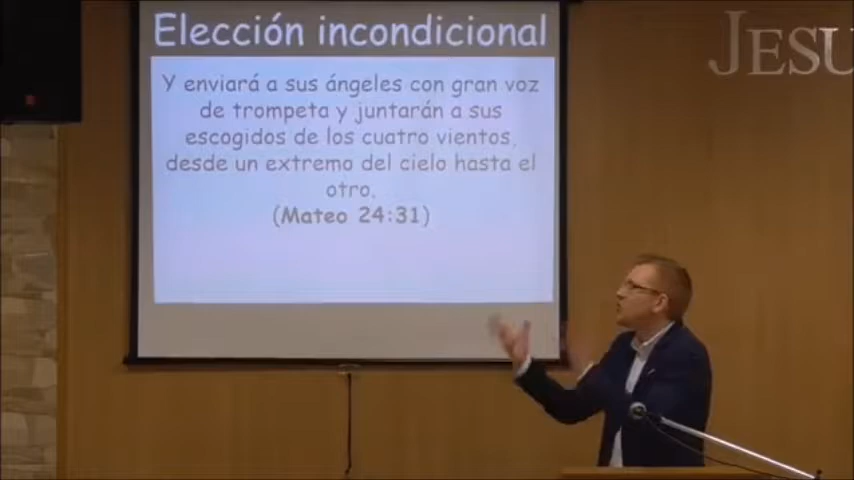 Elección incondicional
JESU
Y enviará a sus ángeles con gran voz
de trompeta y juntarán a sus
escogidos de los cuatro vientos,
desde un extremo del cielo hasta el
otro.
(Mateo 24:31)